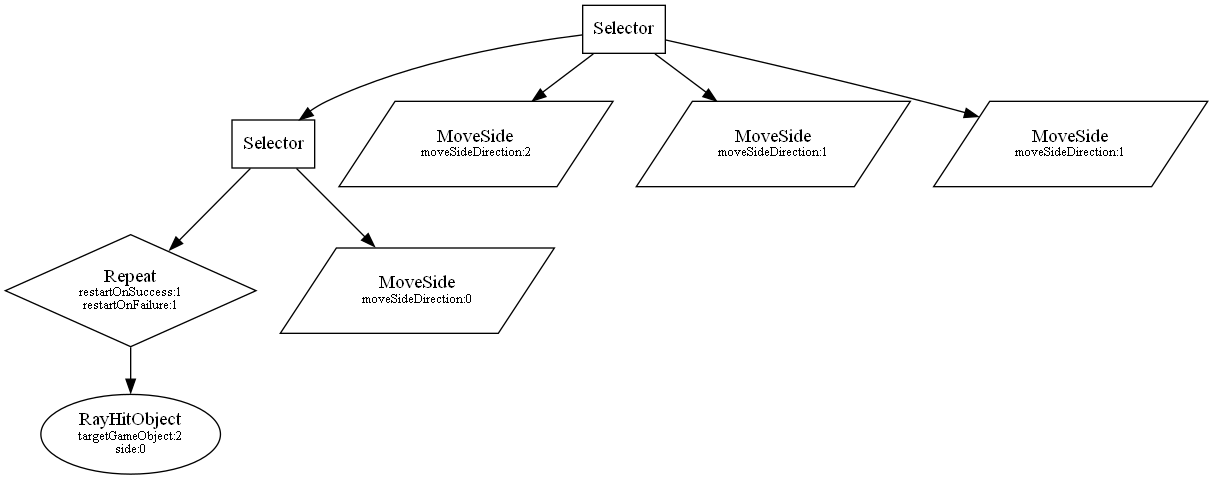 Selector
Selector
MoveSide
moveSideDirection:2
MoveSide
moveSideDirection:1
MoveSide
moveSideDirection:1
Repeat
restartOnSuccess:1
restartOnFailure:1
MoveSide
moveSideDirection:0
RayHitObject
targetGameObject:2
side:0